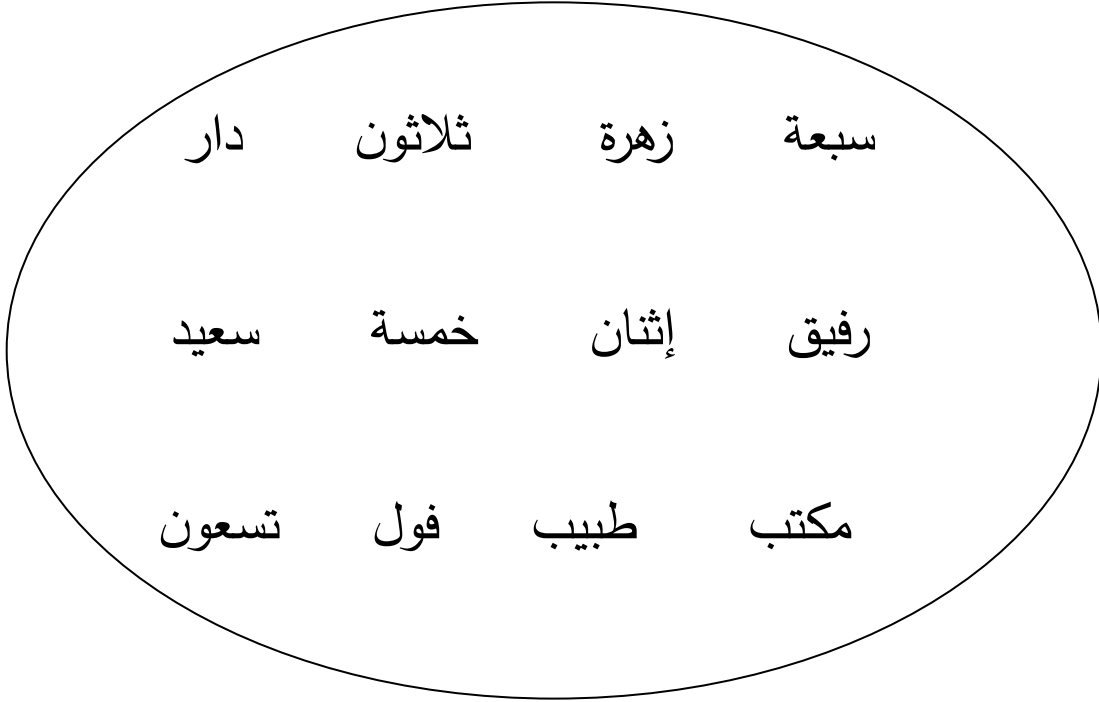 سبعة زهرة ثلاثون دار
رفيق إثنان خمسة سعيد
مكتب طبيب فول تسعون